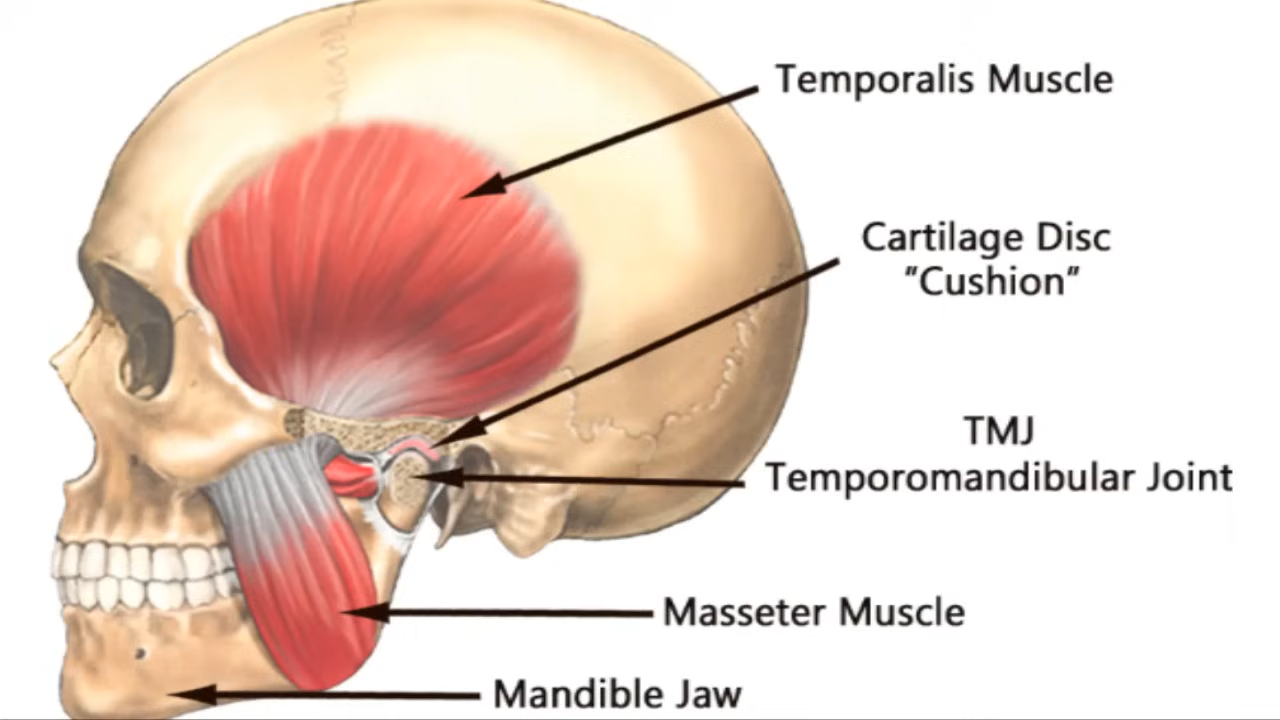 Temporalis Muscle
Cartilage Disc
"Cushion"
TMJ
Temporomandibular Joint
Masseter Muscle
Mandible Jaw